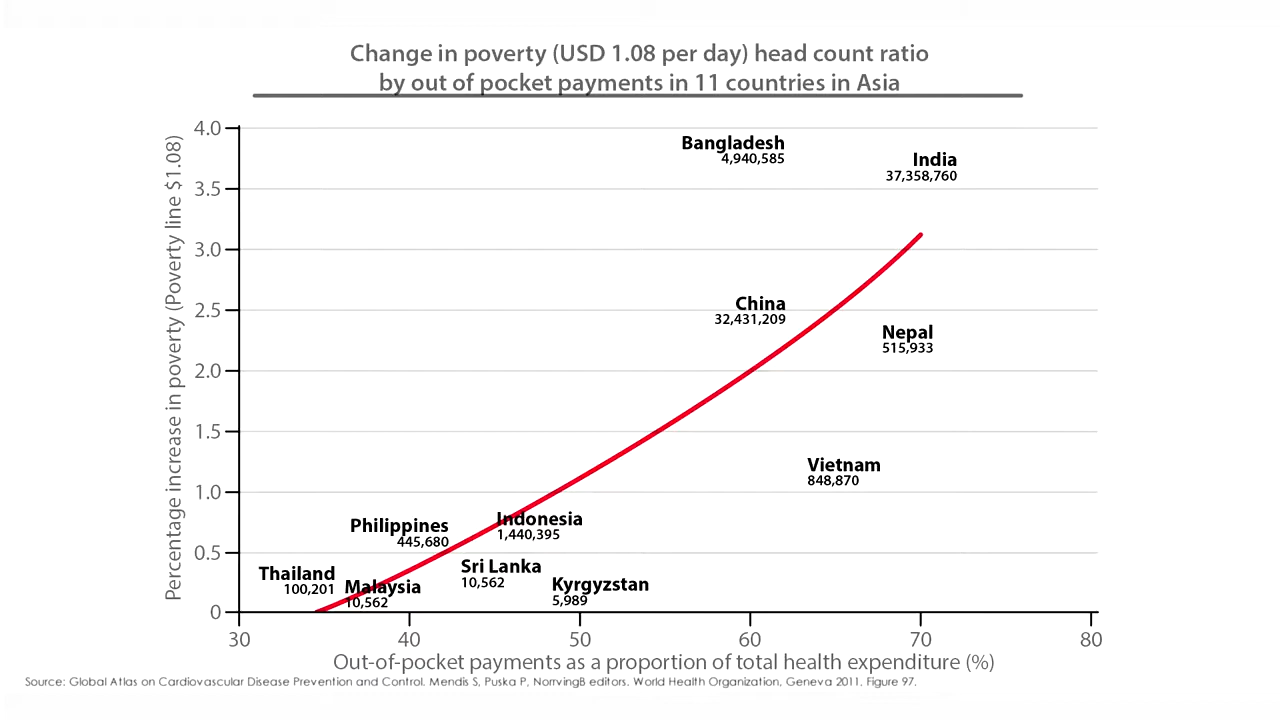 Change in poverty (USD 1.08 per day) head count ratio
by out of pocket payments in 11 countries in Asia
Percentage increase in poverty (Poverty line $1.08)
4.0
3.5
3.0
2.5
2.0
1.5
1.0
0.5
0
Bangladesh
4,940,585
India
37,358,760
China
32,431,209
Nepal
515,933
Vietnam
848,870
Indonesia
1,440,395
Philippines
445,680
Sri Lanka
10,562
Thailand
100,201
Malaysia
10,562
Kyrgyzstan
5,989
30 40 50 60 70 80
Out-of-pocket payments as a proportion of total health expenditure (%)
Source: Global Atlas on Cardiovascular Disease Prevention and Control. Mendis S, Puska P, NorrvingB editors. World Health Organization, Geneva 2011. Figure 97.